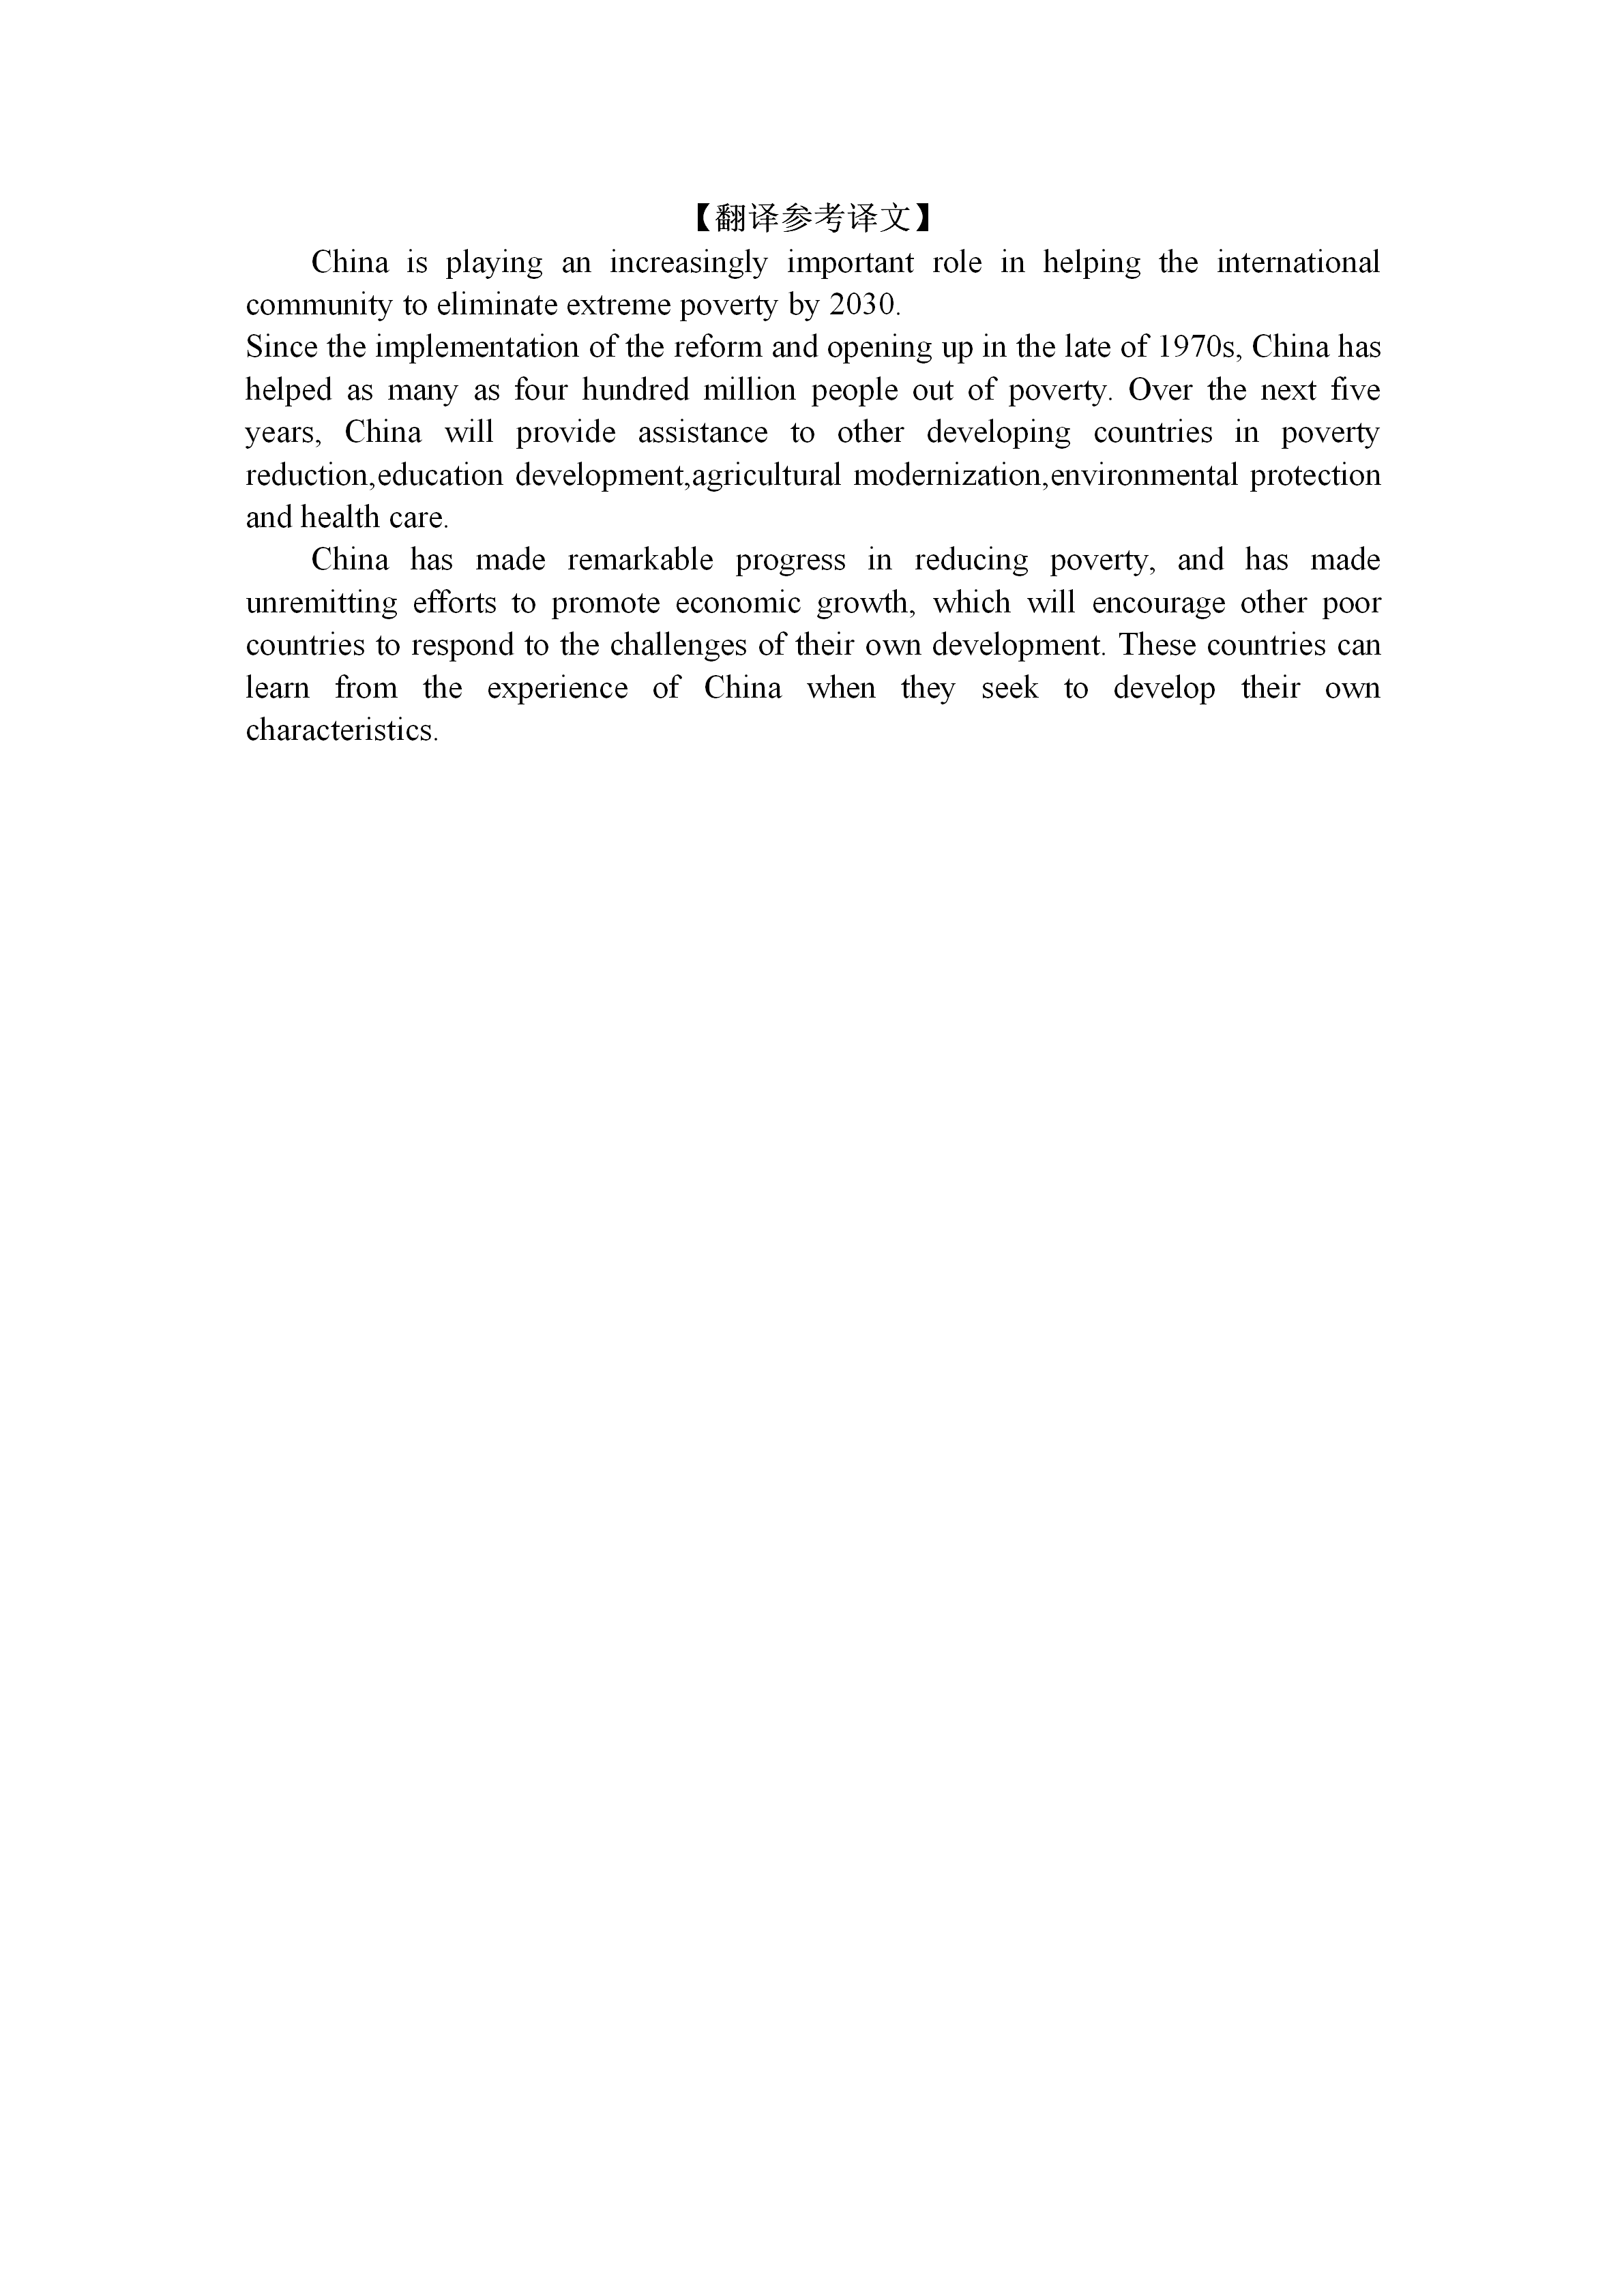 【翻译参考译文】
China is playing an increasingly important role in helping the international
community to eliminate extreme poverty by 2030.
Since the implementation of the reform and opening up in the late of 1970s, China has
helped as many as four hundred million people out of poverty. Over the next five
years, China will provide assistance to other developing countries in poverty
reduction,education development,agricultural modernization,environmental protection
and health care.
China has made remarkable progress in reducing poverty, and has made
unremitting efforts to promote economic growth, which will encourage other poor
countries to respond to the challenges of their own development. These countries can
learn from the experience of China when they seek to develop their own
characteristics.